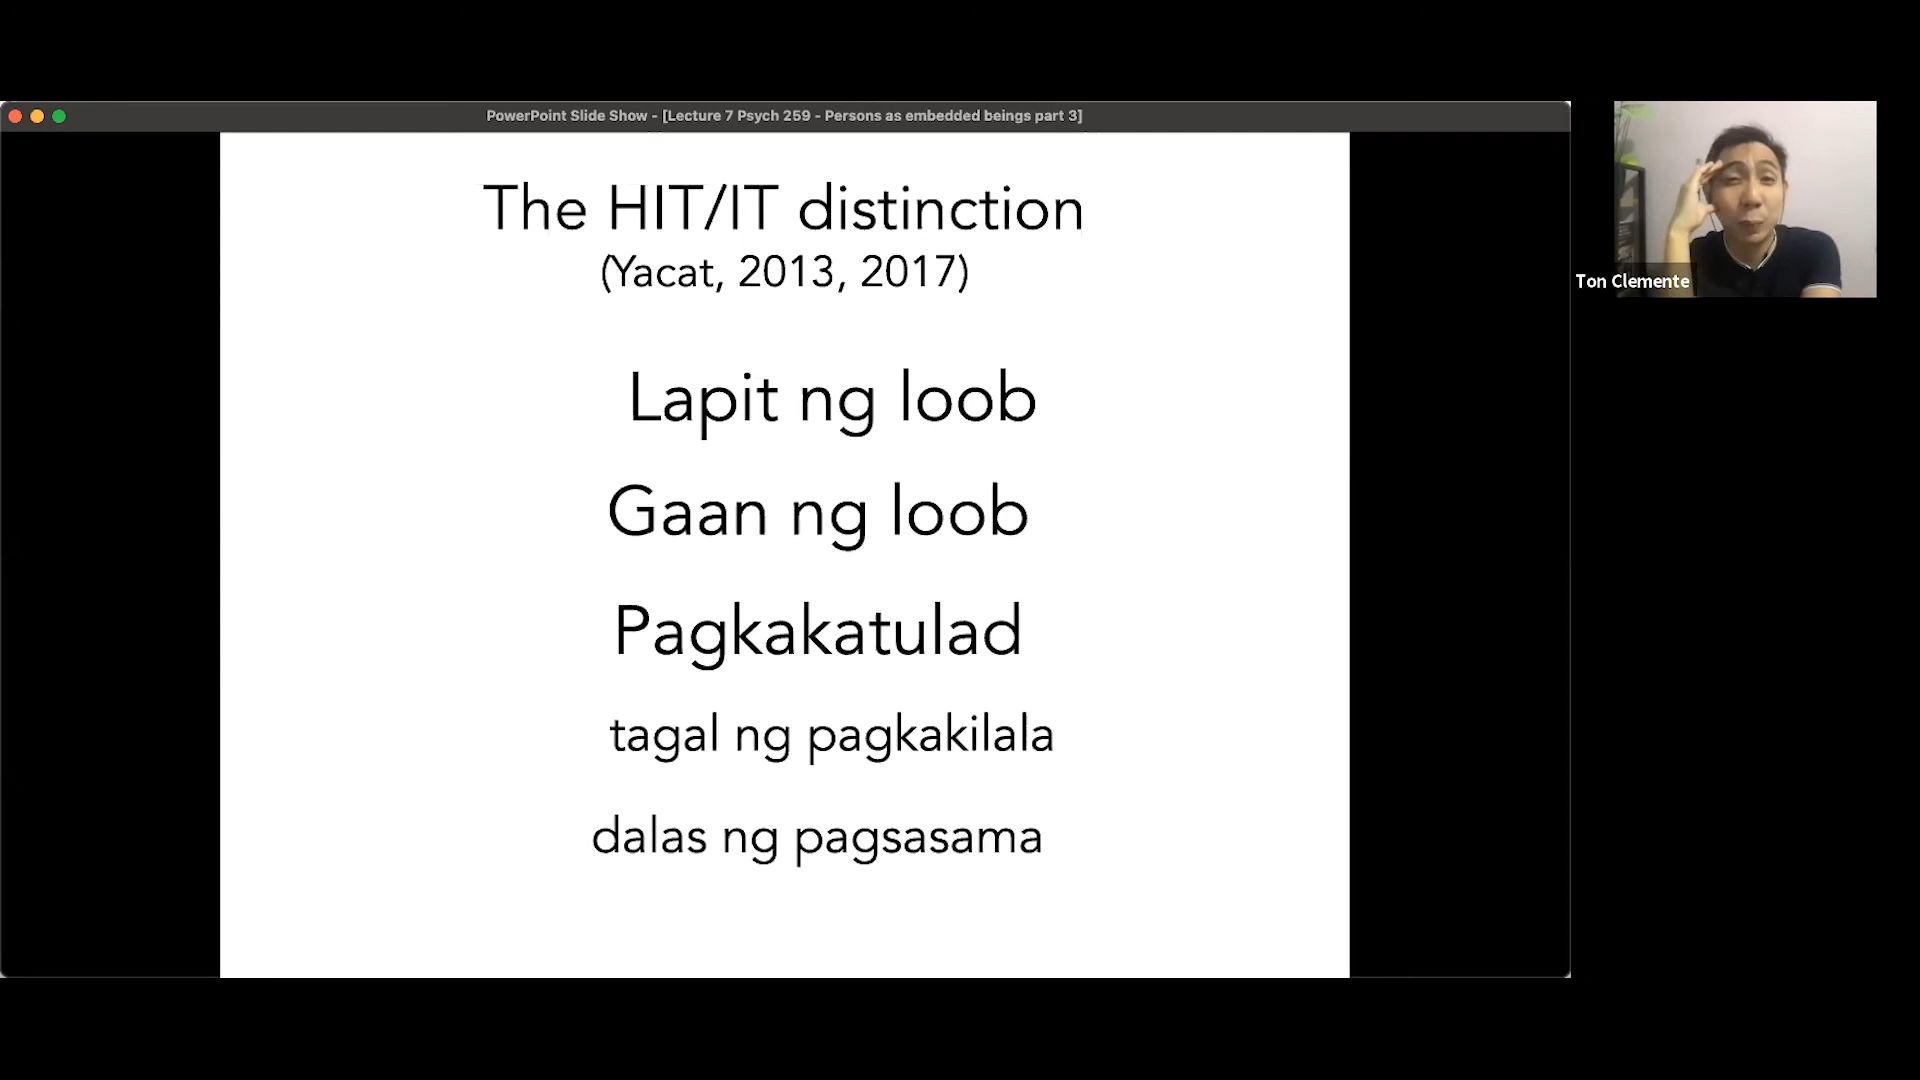 PowerPoint Slide Show - [Lecture 7 Psych 259 - Persons as embedded beings part 3]
The HIT/IT distinction
(Yacat, 2013, 2017)
Lapit ng loob
Gaan ng loob
Pagkakatulad
tagal ng pagkakilala
dalas ng pagsasama
Ton Clemente